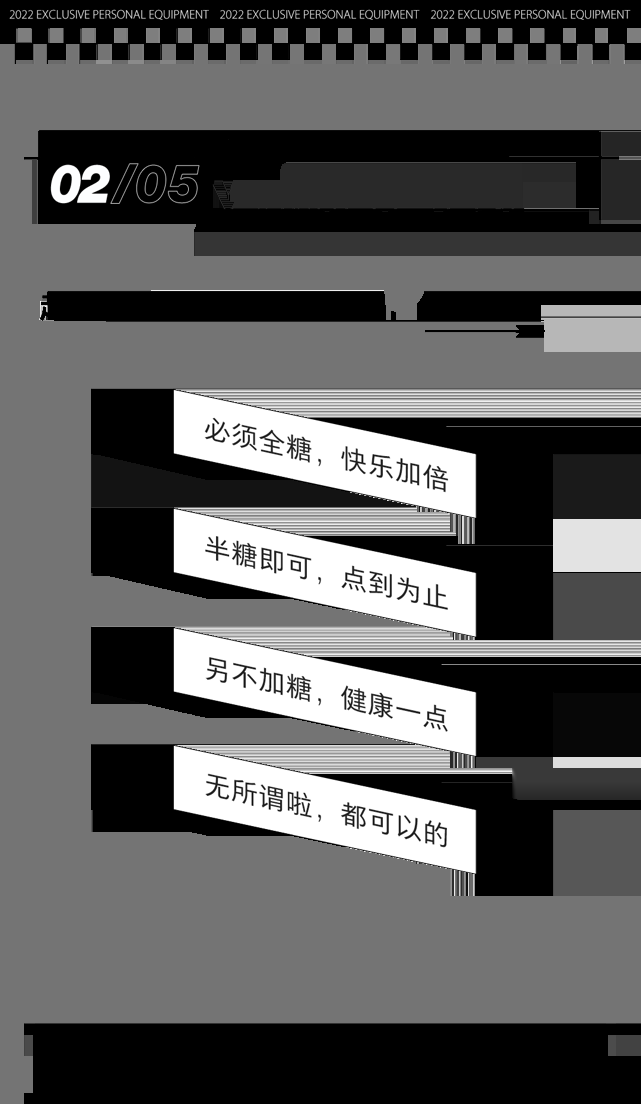 2022 EXCLUSIVE PERSONAL EQUIPMENT 2022 EXCLUSIVE PERSONAL EQUIPMENT 2022 EXCLUSIVE PERSONAL EQUIPMENT
02/05
必须全糖，快乐加倍
半糖即可，点到为止
另不加糖，健康一点
无所谓啦，都可以的